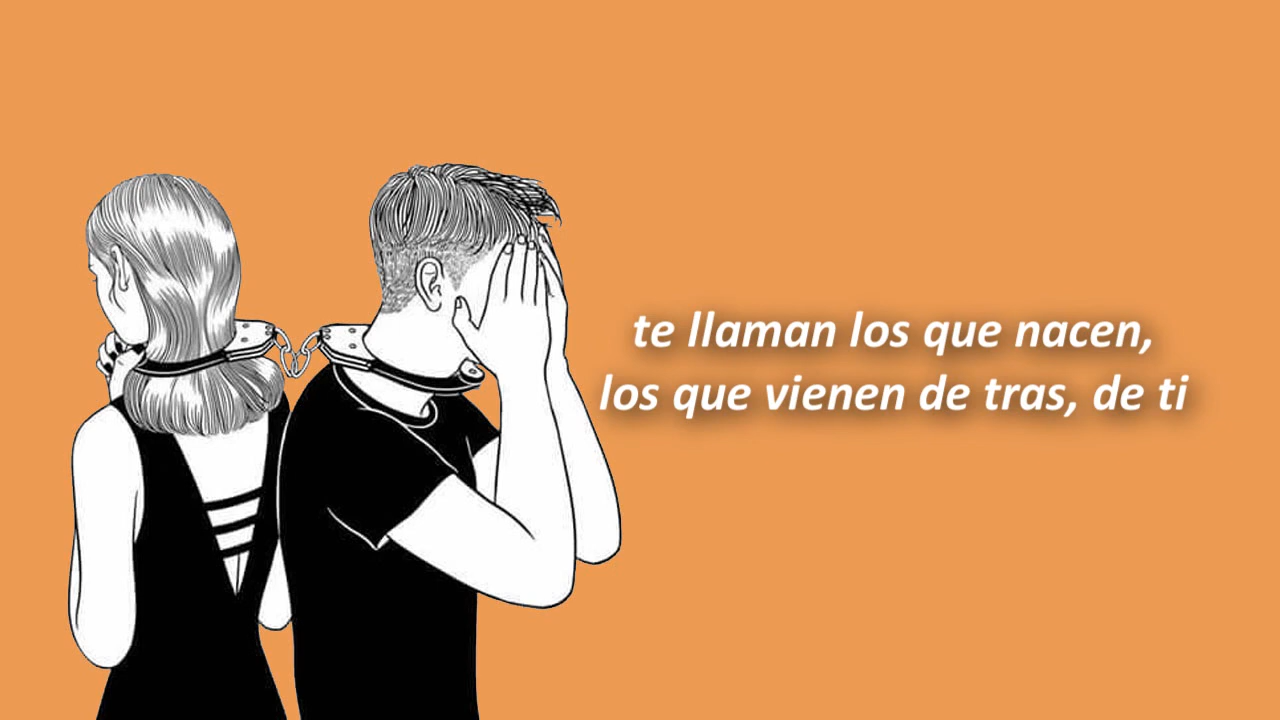 te llaman los que nacen,
los que vienen de tras, de ti